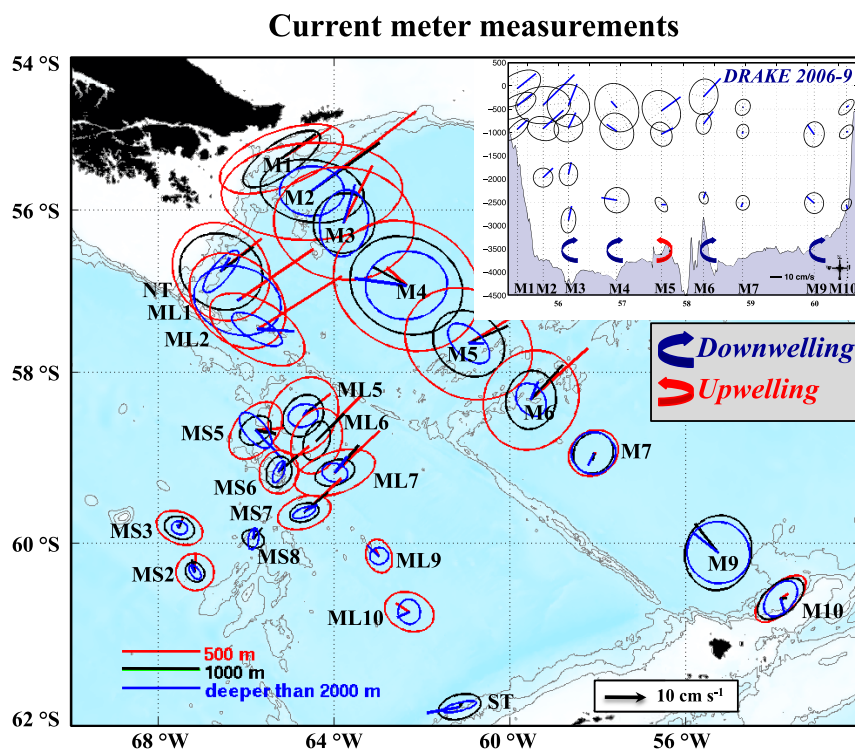 Current meter measurements
54 °S
56 °S
58 °S
60 °S
62 °S
68 °W
64 °W
60 °W
56 °W
DRAKE 2006-9
500
0
-500
-1000
-1500
-2000
-2500
-3000
-3500
-4000
-4500
10 cm/s
M1 M2 M3 M4 M5 M6 M7 M9 M10
56 57 58 59 60
Downwelling
Upwelling
M1
M2
M3
M4
NT
ML1
ML2
M5
M6
ML5
ML6
MS5
ML7
M7
MS6
MS7
MS3
MS8
ML9
M9
MS2
ML10
M10
ST
500 m
1000 m
deeper than 2000 m
10 cm s-1